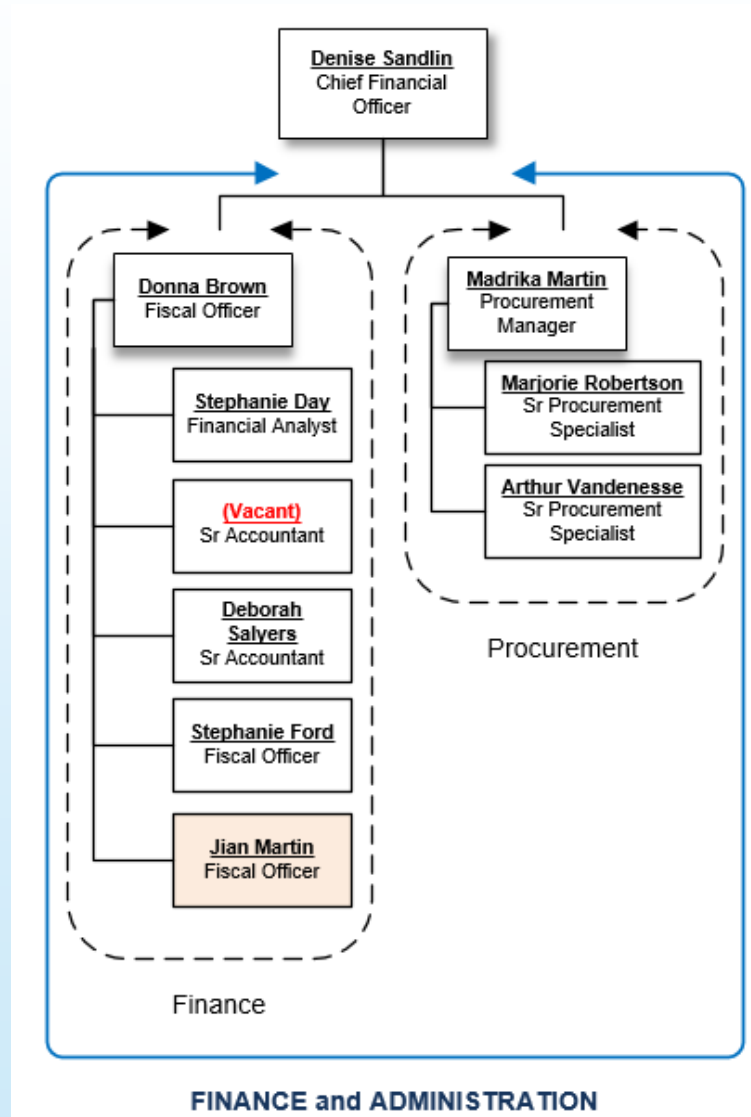 Denise Sandlin
Chief Financial
Officer
Donna Brown
Fiscal Officer
Stephanie Day
Financial Analyst
(Vacant)
Sr Accountant
Deborah
Salyers
Sr Accountant
Stephanie Ford
Fiscal Officer
Jian Martin
Fiscal Officer
Finance
Madrika Martin
Procurement
Manager
Marjorie Robertson
Sr Procurement
Specialist
Arthur Vandenesse
Sr Procurement
Specialist
Procurement
FINANCE and ADMINISTRATION